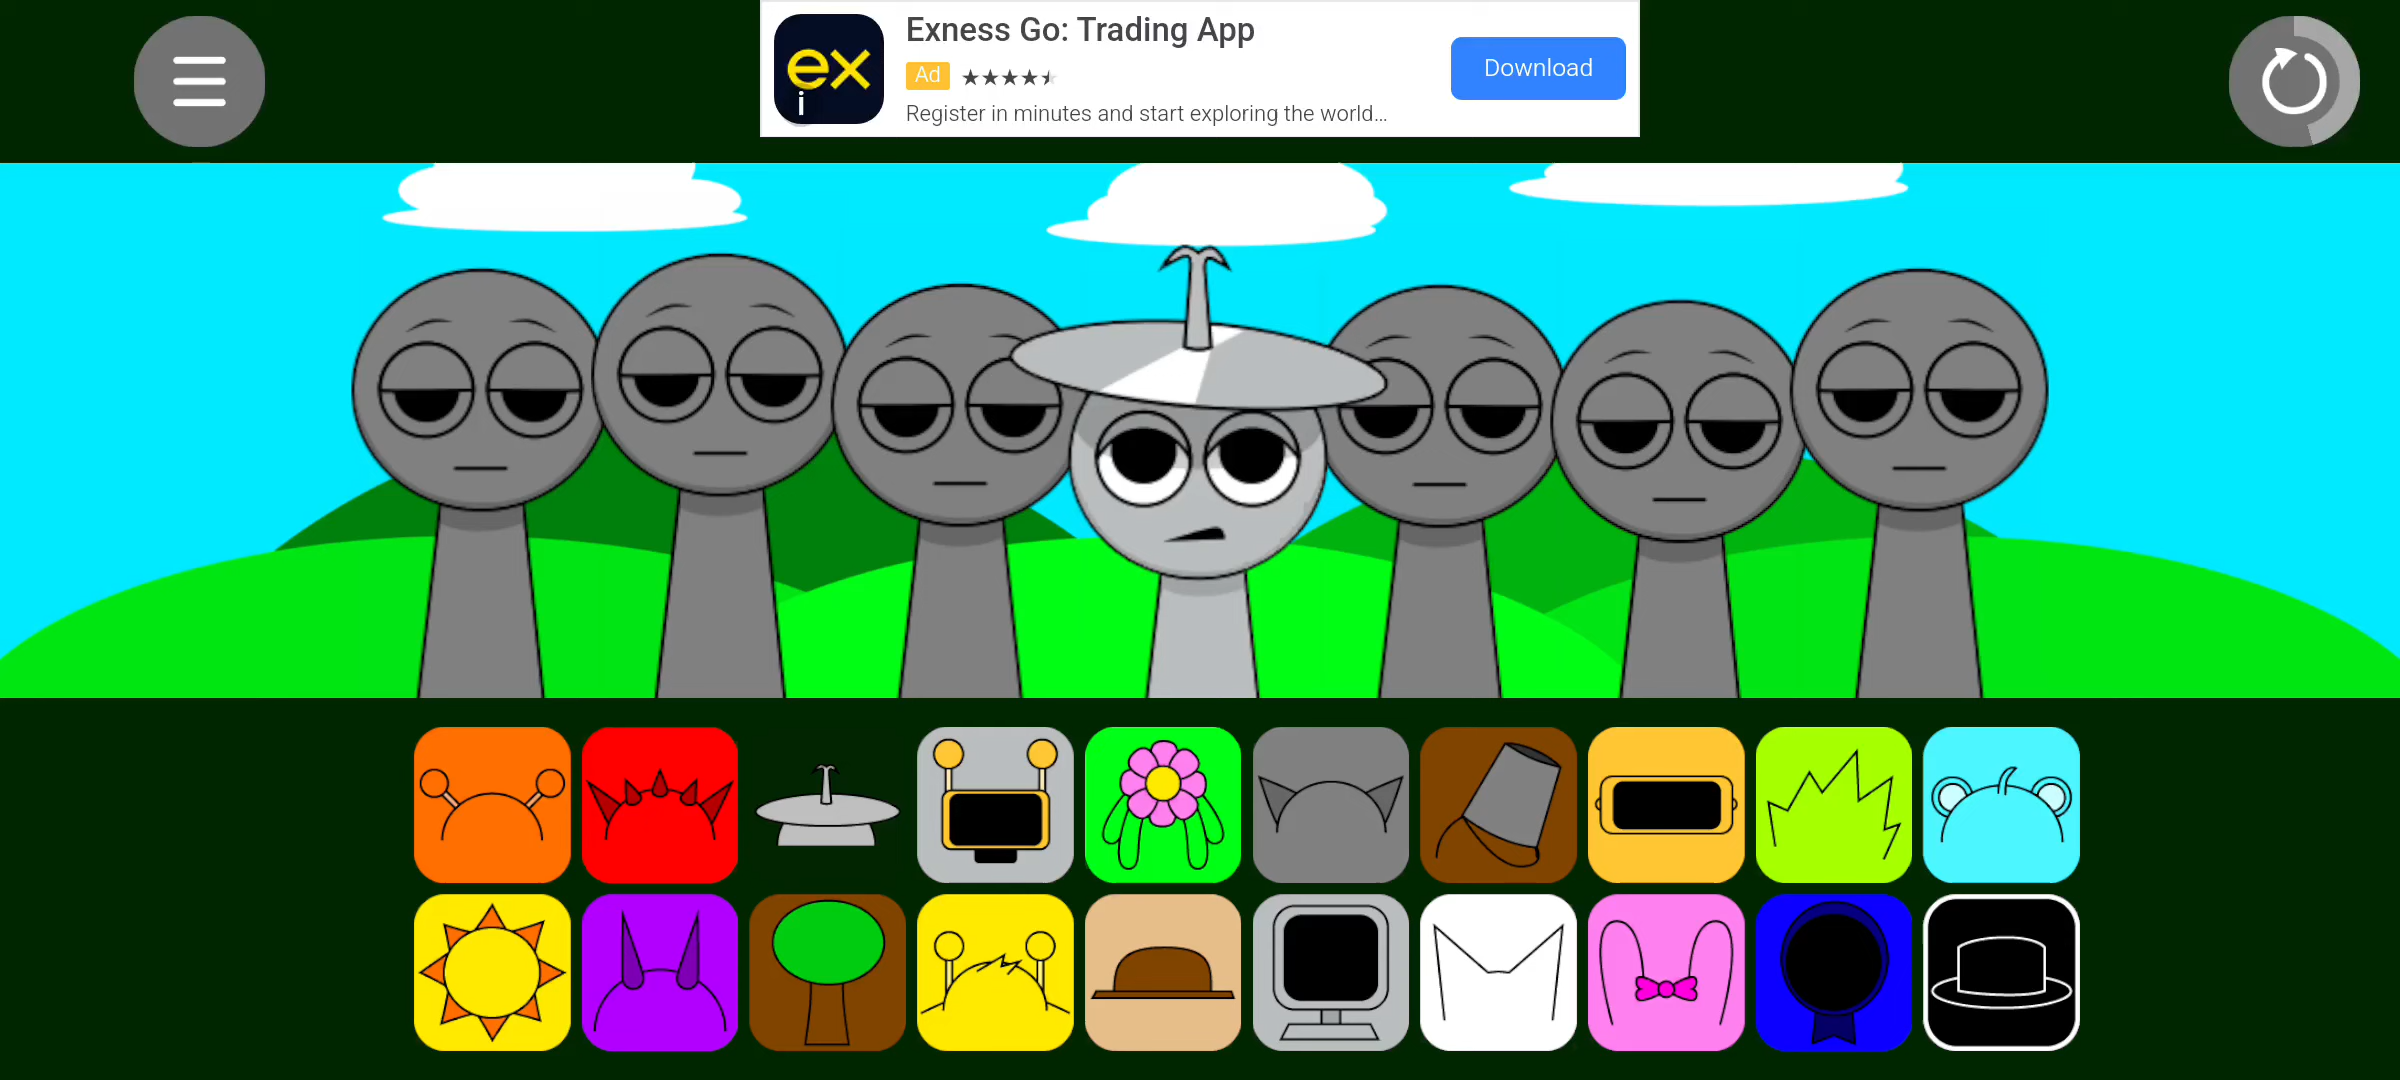 Exness Go: Trading App
ex
Ad
Download
i
Register in minutes and start exploring the world...